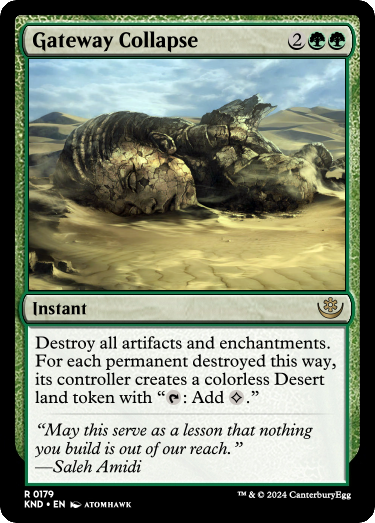 Gateway Collapse 2
Instant
Destroy all artifacts and enchantments.
For each permanent destroyed this way,
its controller creates a colorless Desert
land token with “: Add .”
“May this serve as a lesson that nothing
you build is out of our reach.”
—Saleh Amidi
R 0179
KND • EN ATOMHAWK
™ & © 2024 CanterburyEgg